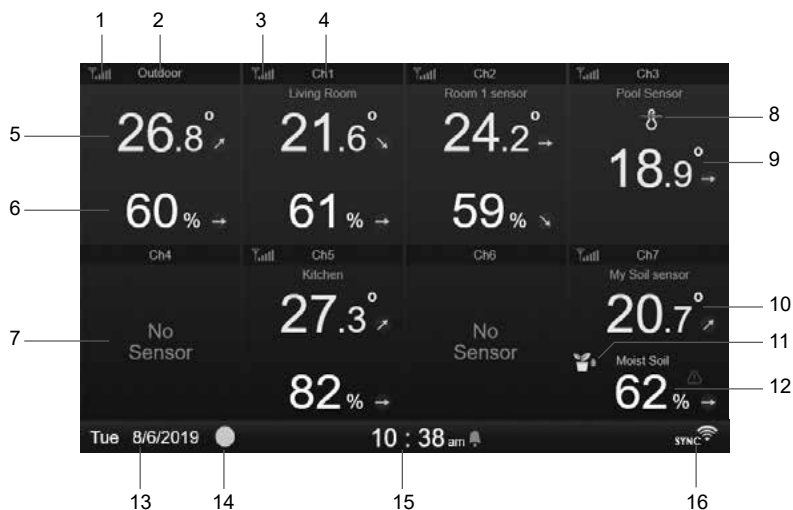 1 2 3 4
Outdoor Ch1 Ch2 Ch3
Living Room Room 1 sensor Pool Sensor
5 26.8° 21.6° 24.2° 8
18.9° 9
6 60% 61% 59%
Ch4 Ch5 Ch6 Ch7
Kitchen My Soil sensor
7 No Sensor 27.3° No Sensor 20.7° 10
11
Moist Soil
82% 62% 12
Tue 8/6/2019 10 : 38 am SYNC
13 14 15 16